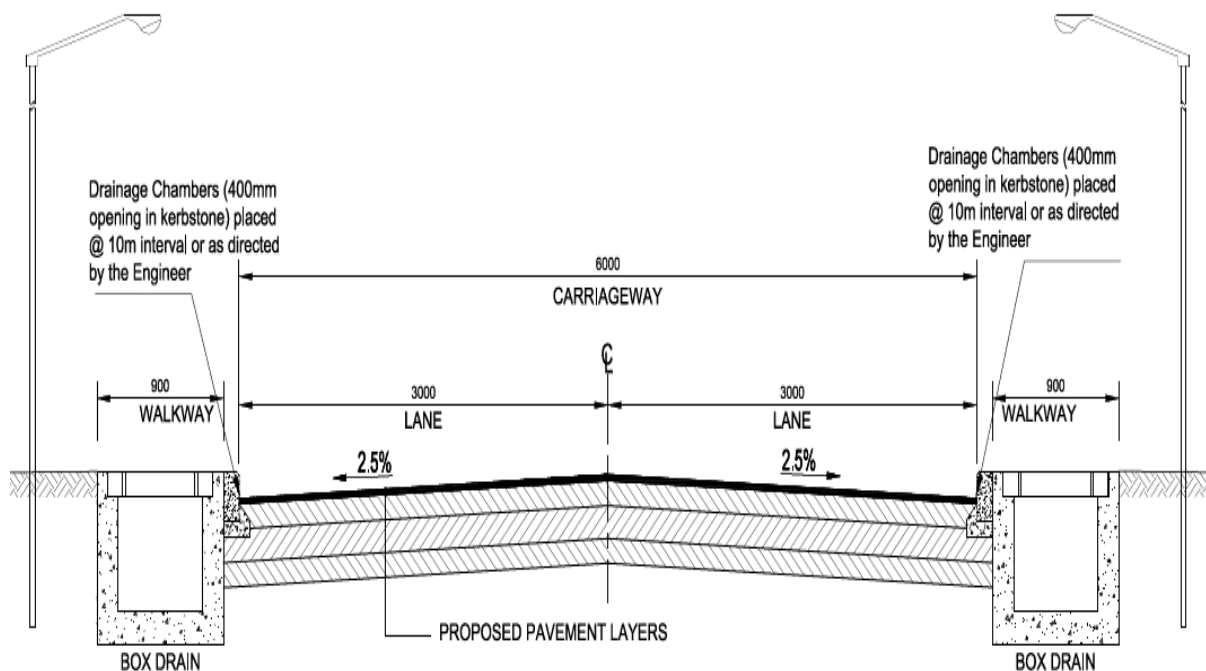 Drainage Chambers (400mm
opening in kerbstone) placed
@ 10m interval or as directed
by the Engineer
Drainage Chambers (400mm
opening in kerbstone) placed
@ 10m interval or as directed
by the Engineer
6000
CARRIAGEWAY
℄
900
WALKWAY
3000
LANE
3000
LANE
900
WALKWAY
2.5%
2.5%
PROPOSED PAVEMENT LAYERS
BOX DRAIN
BOX DRAIN